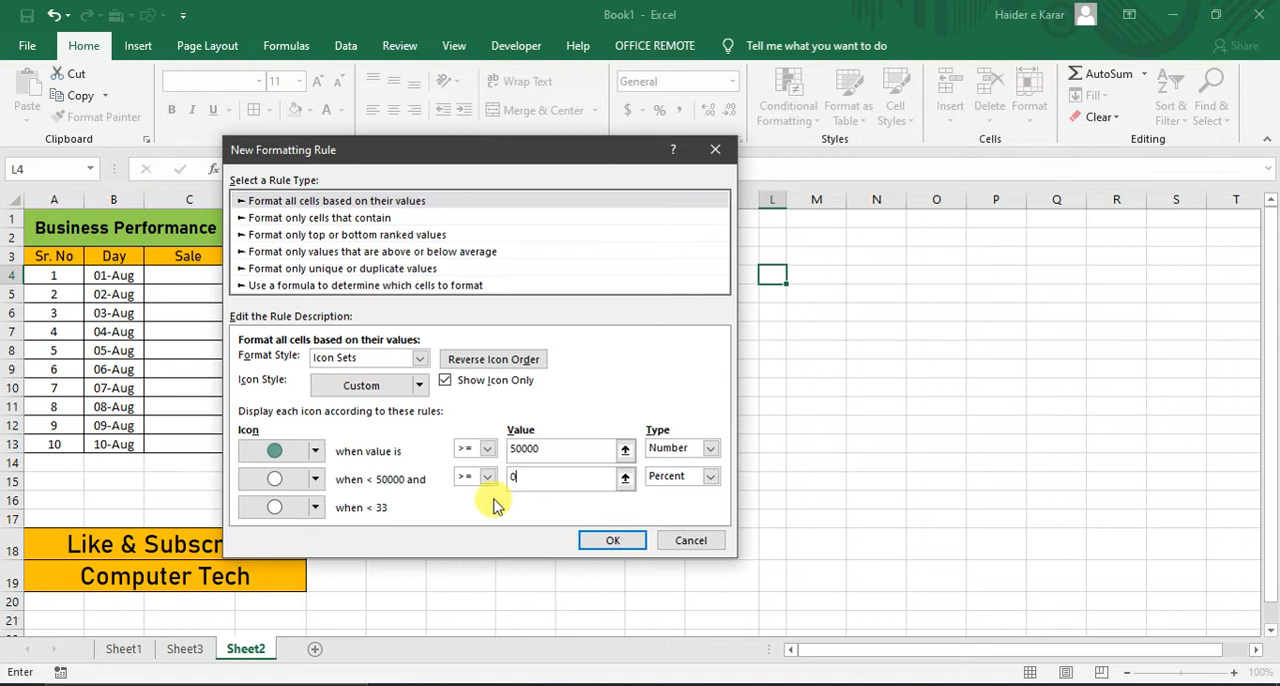 Book1 - Excel
Haider e Karar
File Home Insert Page Layout Formulas Data Review View Developer Help OFFICE REMOTE Tell me what you want to do Share
Paste
Cut
Copy
Format Painter
Clipboard
11
B I U
Wrap Text
Merge & Center
General
$ % ,
Conditional Formatting
Format as Table
Cell Styles
Styles
Insert Delete Format
Cells
AutoSum
Fill
Clear
Sort & Filter
Find & Select
Editing
L4
fx
New Formatting Rule
Select a Rule Type:
Format all cells based on their values
Format only cells that contain
Format only top or bottom ranked values
Format only values that are above or below average
Format only unique or duplicate values
Use a formula to determine which cells to format
Edit the Rule Description:
Format all cells based on their values:
Format Style: Icon Sets Reverse Icon Order
Icon Style: Custom Show Icon Only
Display each icon according to these rules:
Icon Value Type
when value is >= 50000 Number
when < 50000 and >= 0 Percent
when < 33
OK Cancel
A B C L M N O P Q R S T
1
2
Business Performance
3 Sr. No Day Sale
4 1 01-Aug
5 2 02-Aug
6 3 03-Aug
7 4 04-Aug
8 5 05-Aug
9 6 06-Aug
10 7 07-Aug
11 8 08-Aug
12 9 09-Aug
13 10 10-Aug
14
15
16
17
18 Like & Subscr
19 Computer Tech
20
21
Sheet1 Sheet3 Sheet2
Enter
100%